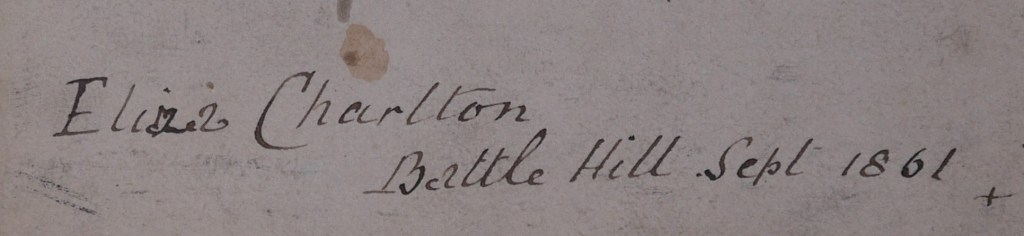 Eliza Charlton
Battle Hill Sept 1861